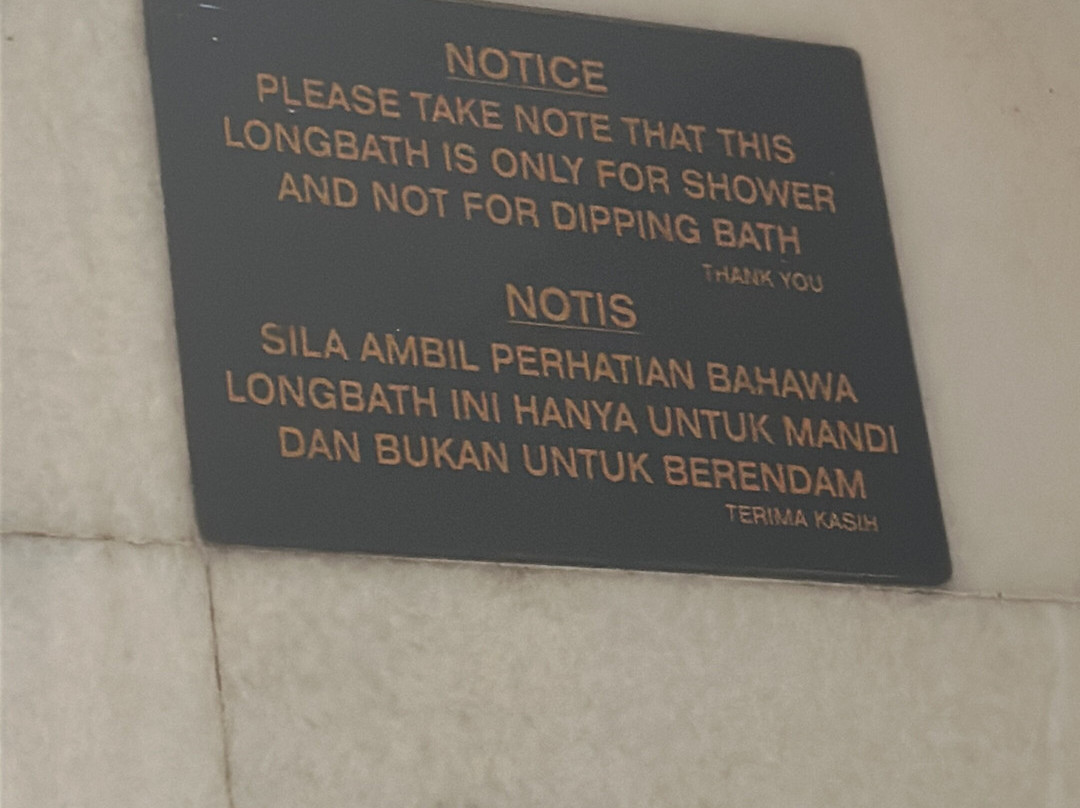 NOTICE
PLEASE TAKE NOTE THAT THIS
LONGBATH IS ONLY FOR SHOWER
AND NOT FOR DIPPING BATH
THANK YOU
NOTIS
SILA AMBIL PERHATIAN BAHAWA
LONGBATH INI HANYA UNTUK MANDI
DAN BUKAN UNTUK BERENDAM
TERIMA KASIH